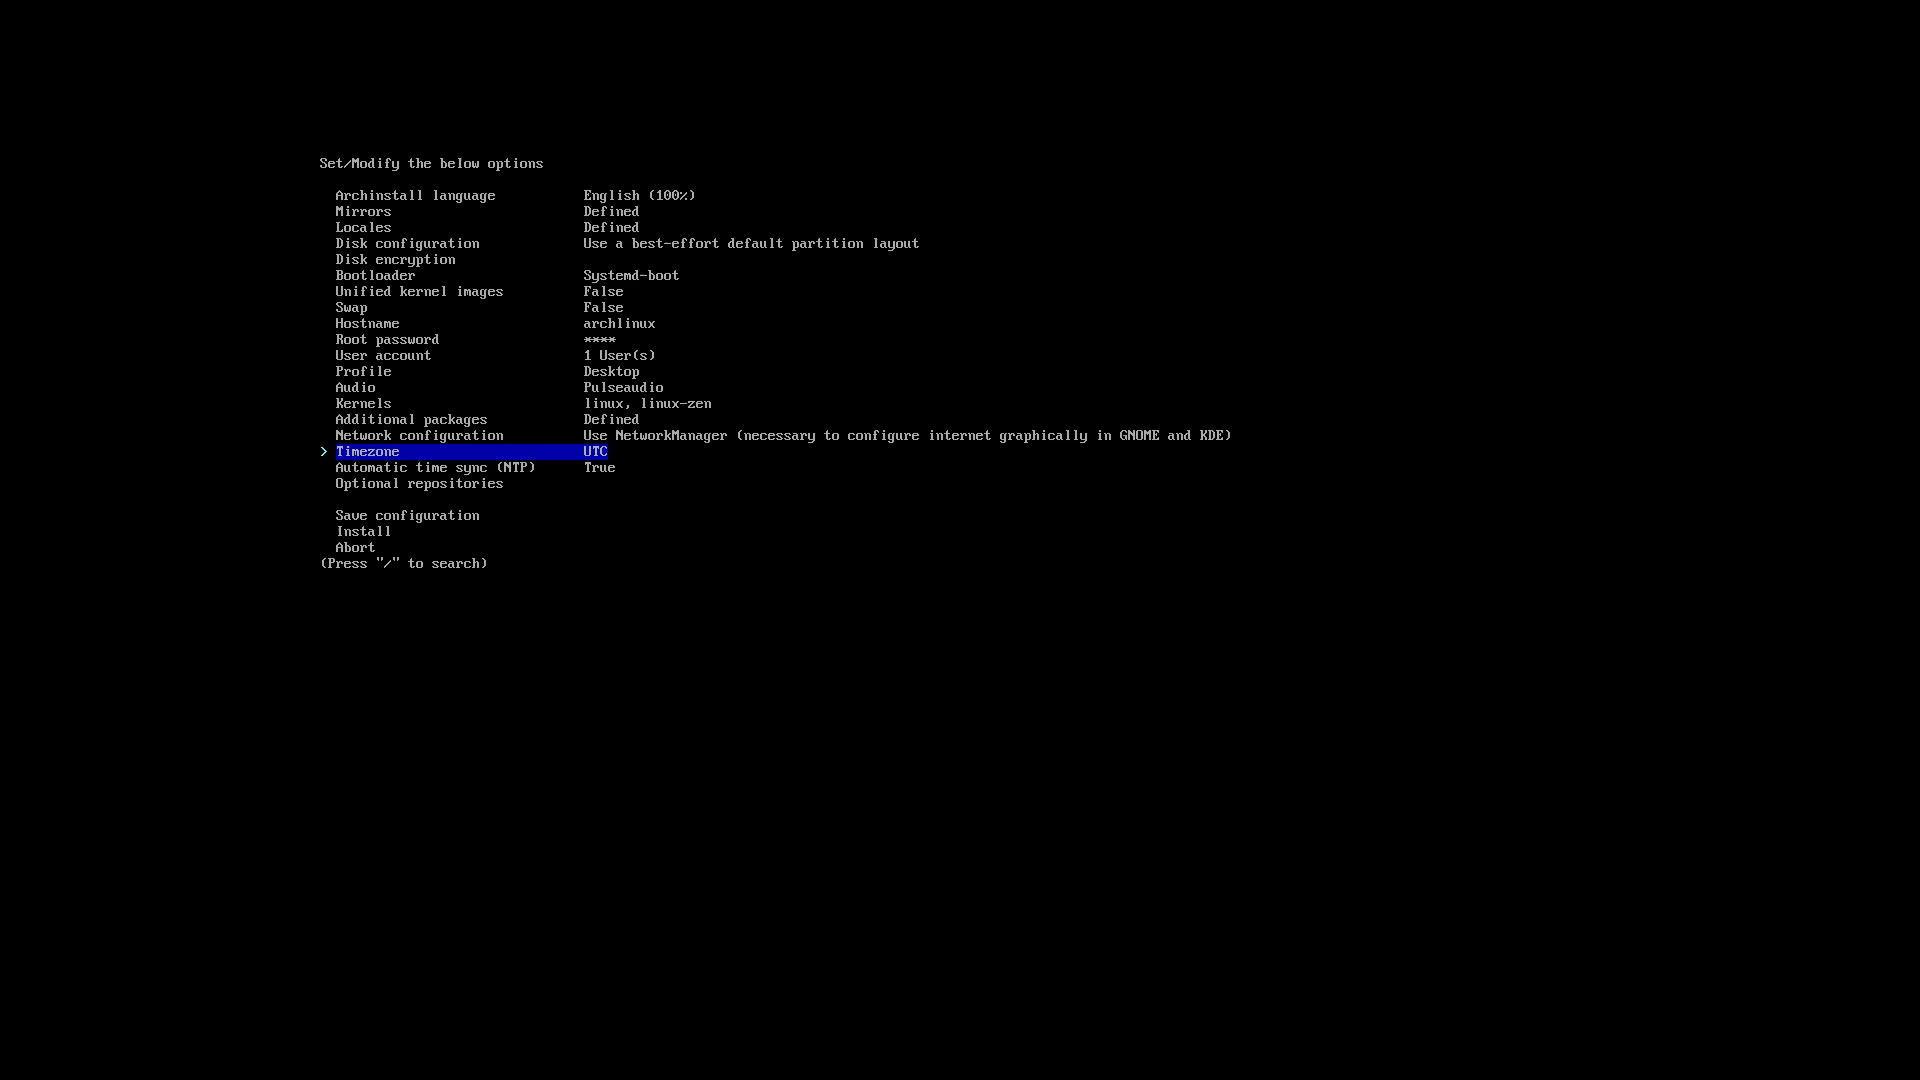 Set/Modify the below options
Archinstall language English (100%)
Mirrors Defined
Locales Defined
Disk configuration Use a best-effort default partition layout
Disk encryption
Bootloader Systemd-boot
Unified kernel images False
Swap False
Hostname archlinux
Root password ****
User account 1 User(s)
Profile Desktop
Audio Pulseaudio
Kernels linux, linux-zen
Additional packages Defined
Network configuration Use NetworkManager (necessary to configure internet graphically in GNOME and KDE)
> Timezone UTC
Automatic time sync (NTP) True
Optional repositories
Save configuration
Install
Abort
(Press "/" to search)